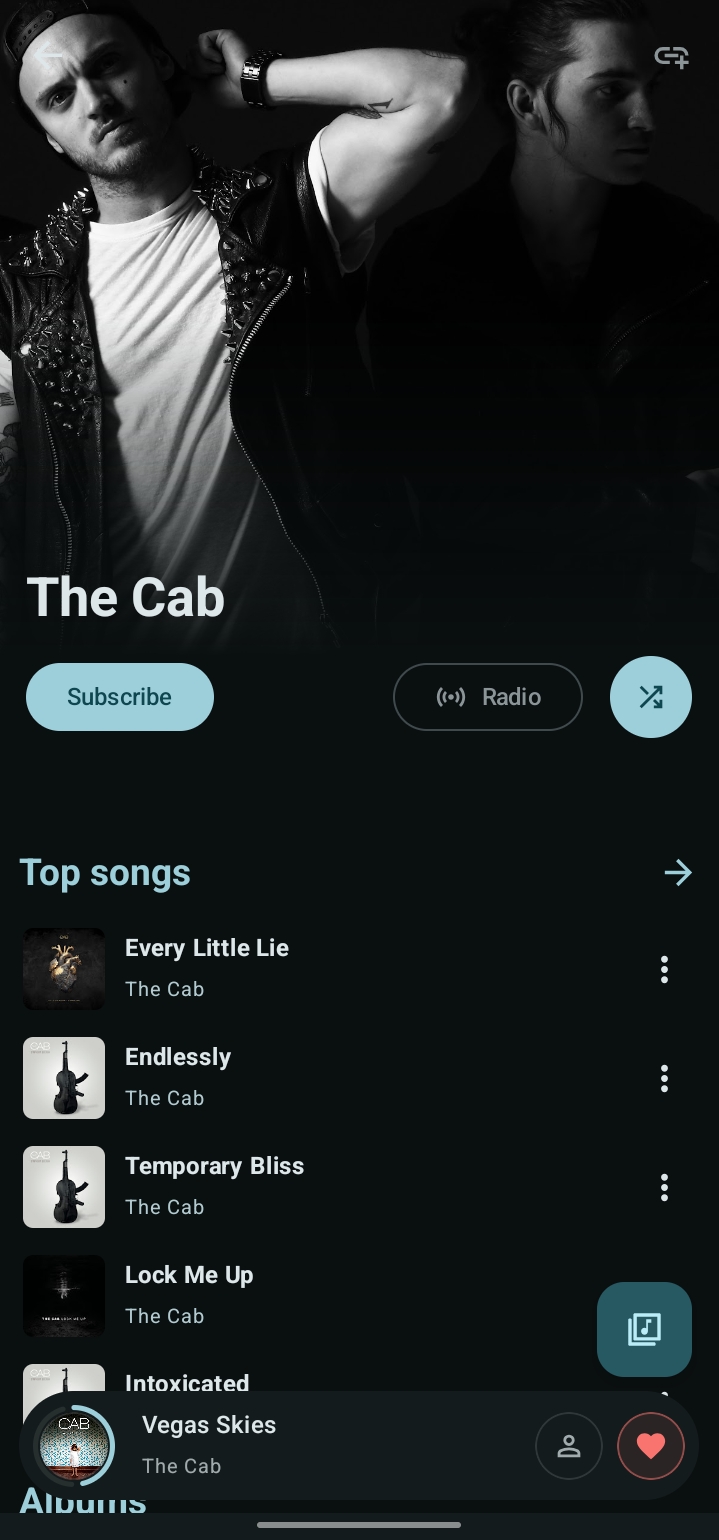 The Cab
Subscribe
Radio
Top songs
Every Little Lie
The Cab
Endlessly
The Cab
Temporary Bliss
The Cab
Lock Me Up
The Cab
Intoxicated
CAB
Vegas Skies
The Cab
Albums